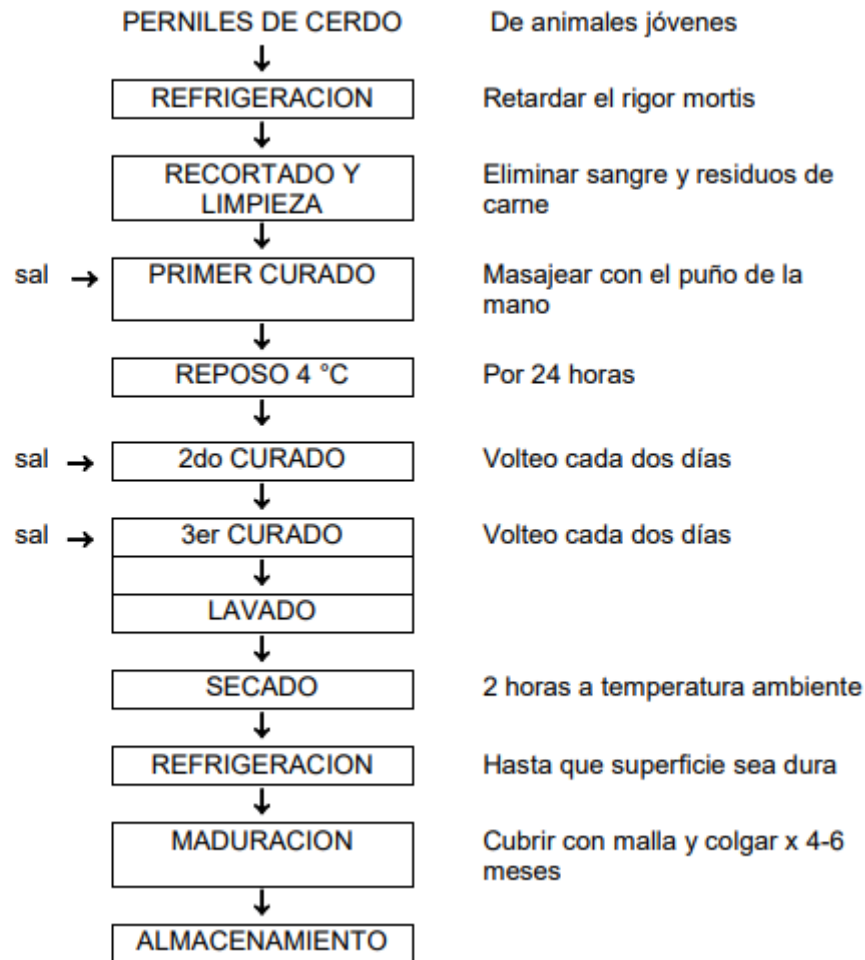 PERNILES DE CERDO De animales jóvenes
REFRIGERACION Retardar el rigor mortis
RECORTADO Y Eliminar sangre y residuos de
LIMPIEZA carne
sal → PRIMER CURADO Masajear con el puño de la
mano
REPOSO 4 °C Por 24 horas
sal → 2do CURADO Volteo cada dos días
sal → 3er CURADO Volteo cada dos días
LAVADO
SECADO 2 horas a temperatura ambiente
REFRIGERACION Hasta que superficie sea dura
MADURACION Cubrir con malla y colgar x 4-6
meses
ALMACENAMIENTO